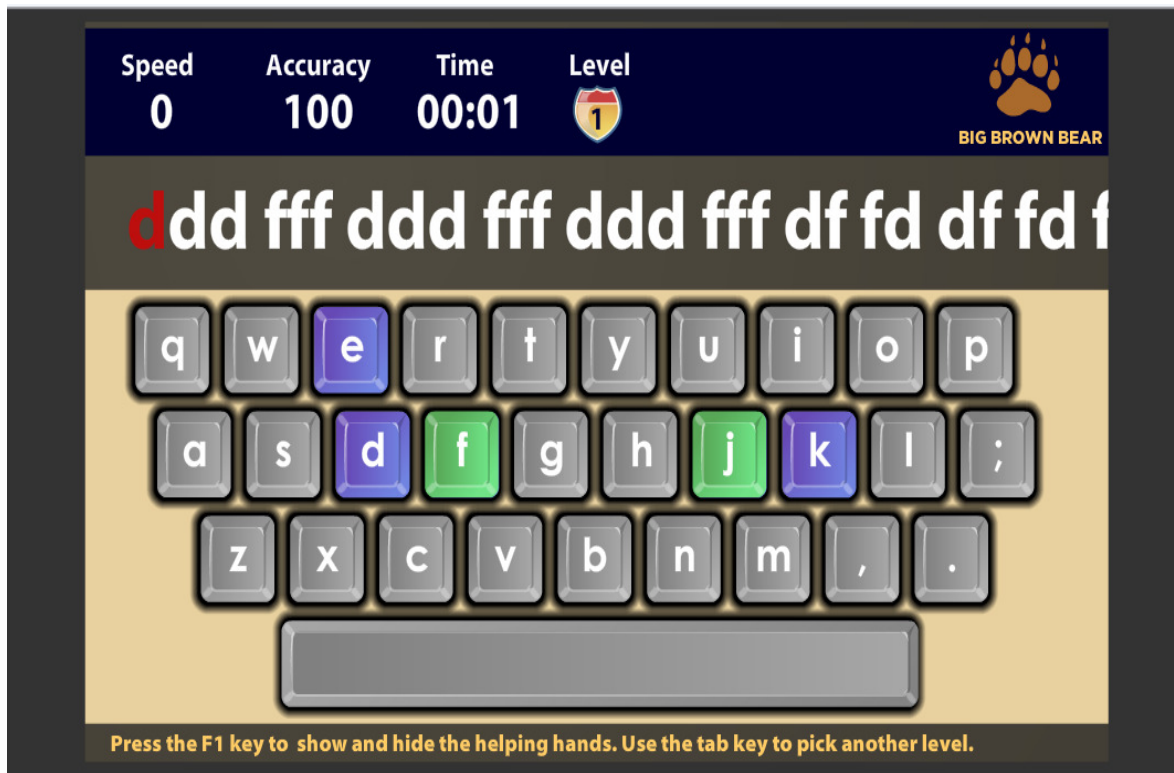 Speed Accuracy Time Level
0 100 00:01 1
BIG BROWN BEAR
ddd fff ddd fff ddd fff df fd df fd f
q w e r t y u i o p
a s d f g h j k l ;
z x c v b n m , .
Press the F1 key to show and hide the helping hands. Use the tab key to pick another level.